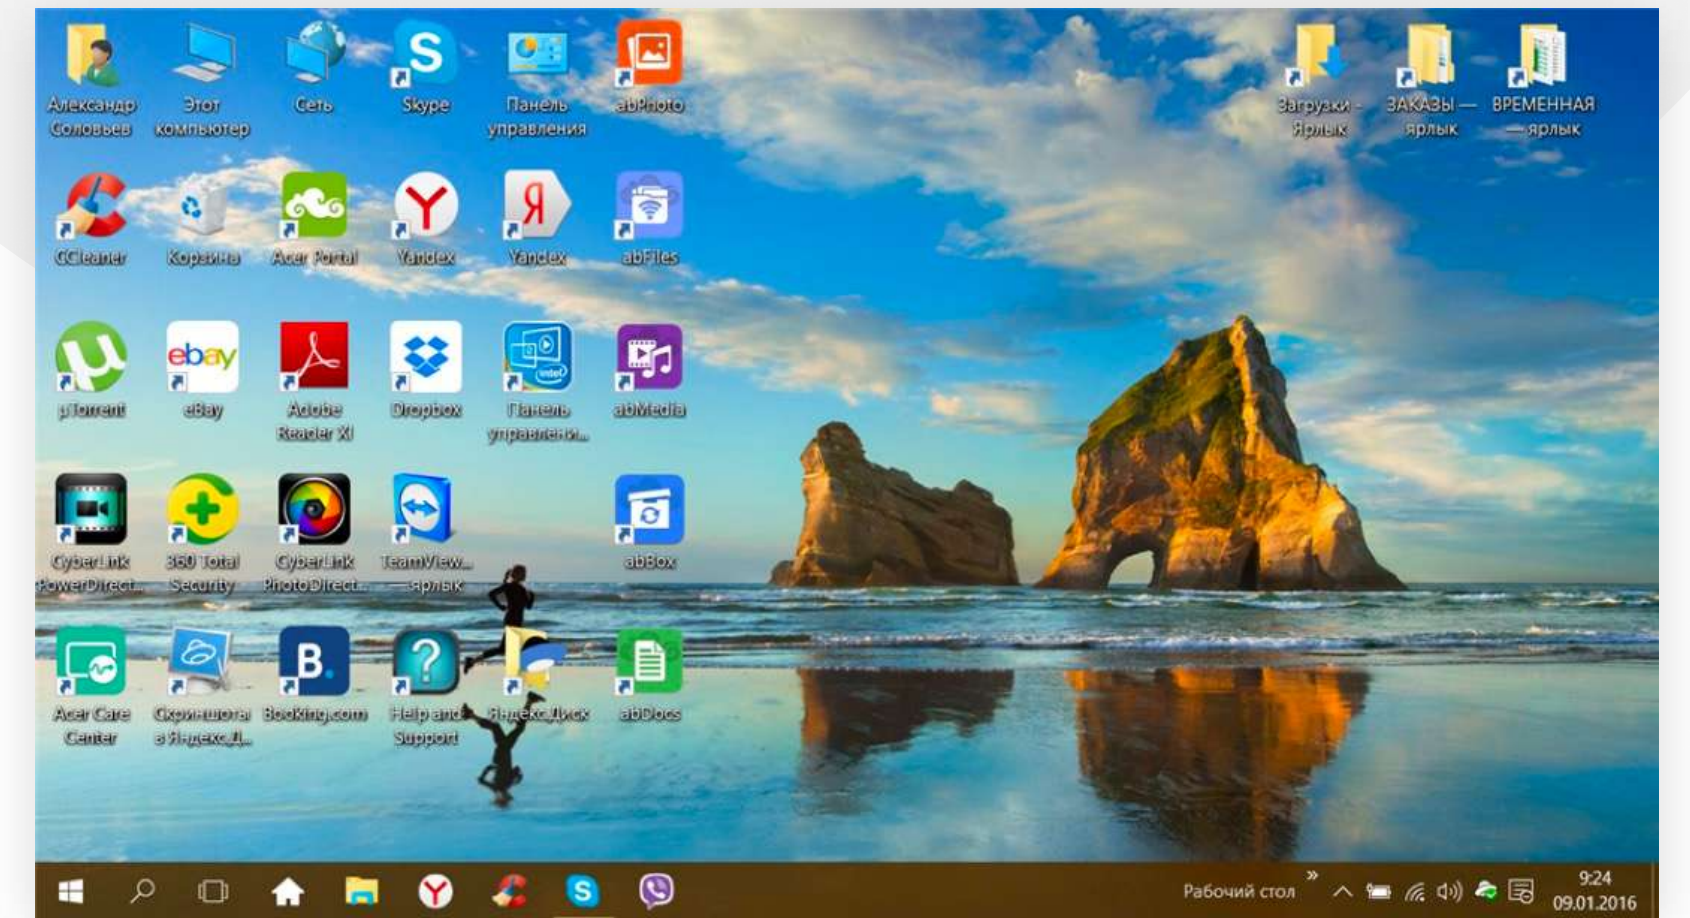 Александр
Соловьев
Этот
компьютер
Сеть
Skype
Панель
управления
abPhoto
Загрузки -
Ярлык
ЗАКАЗЫ —
ярлык
ВРЕМЕННАЯ
— ярлык
CCleaner
Корзина
Acer Portal
Y
Yandex
Я
Yandex
abFiles
µTorrent
ebay
eBay
Adobe
Reader XI
Dropbox
intel
Панель
управлени...
abMedia
CyberLink
PowerDirect...
360 Total
Security
CyberLink
PhotoDirect...
TeamView...
— ярлык
abBox
Acer Care
Center
Скриншоты
в Яндекс.Д...
B.
Booking.com
Help and
Support
Яндекс.Диск
abDocs
Рабочий стол
9:24
09.01.2016